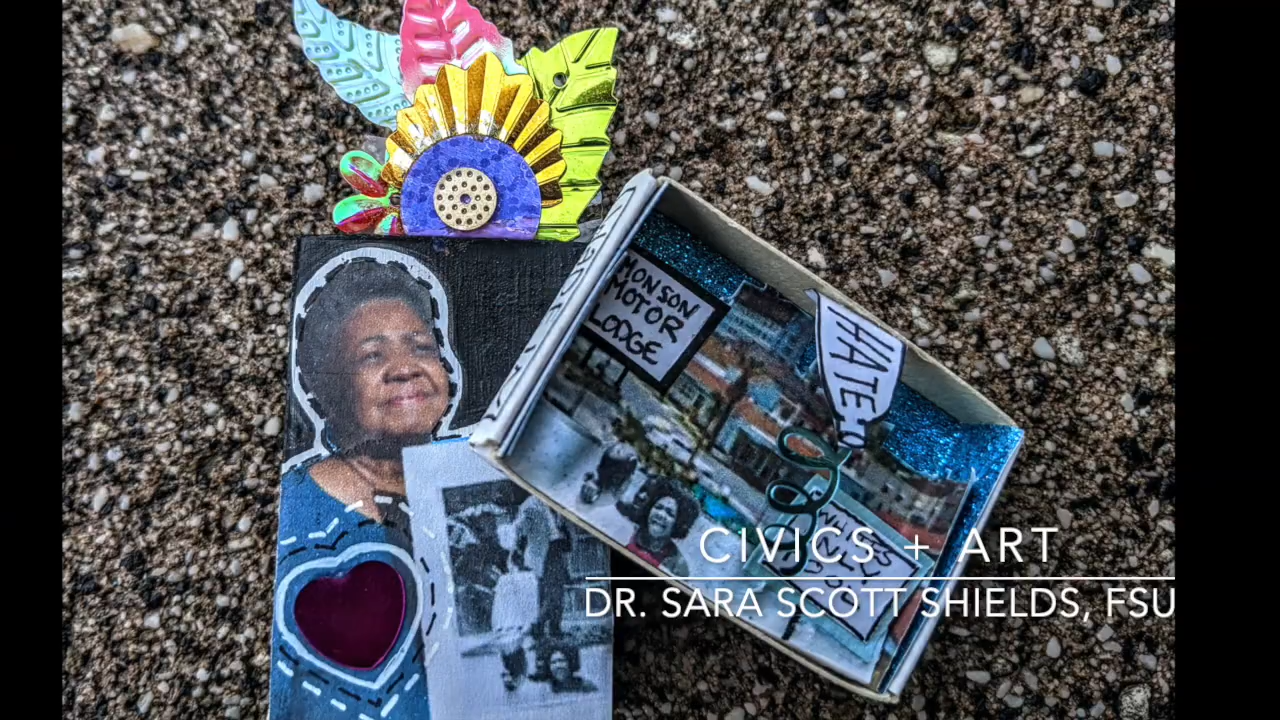 MONSON
MOTOR
LODGE
HATE
CIVICS + ART
DR. SARA SCOTT SHIELDS, FSU